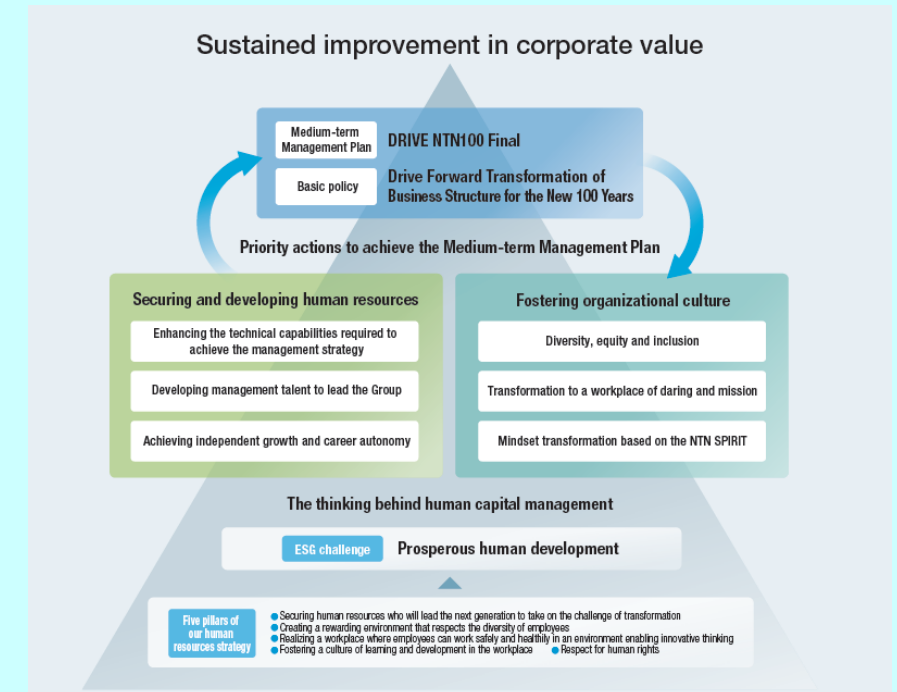 Sustained improvement in corporate value
Medium-term
Management Plan
DRIVE NTN100 Final
Basic policy
Drive Forward Transformation of
Business Structure for the New 100 Years
Priority actions to achieve the Medium-term Management Plan
Securing and developing human resources
Enhancing the technical capabilities required to
achieve the management strategy
Developing management talent to lead the Group
Achieving independent growth and career autonomy
Fostering organizational culture
Diversity, equity and inclusion
Transformation to a workplace of daring and mission
Mindset transformation based on the NTN SPIRIT
The thinking behind human capital management
ESG challenge
Prosperous human development
Five pillars of
our human
resources strategy
● Securing human resources who will lead the next generation to take on the challenge of transformation
● Creating a rewarding environment that respects the diversity of employees
● Realizing a workplace where employees can work safely and healthily in an environment enabling innovative thinking
● Fostering a culture of learning and development in the workplace ● Respect for human rights